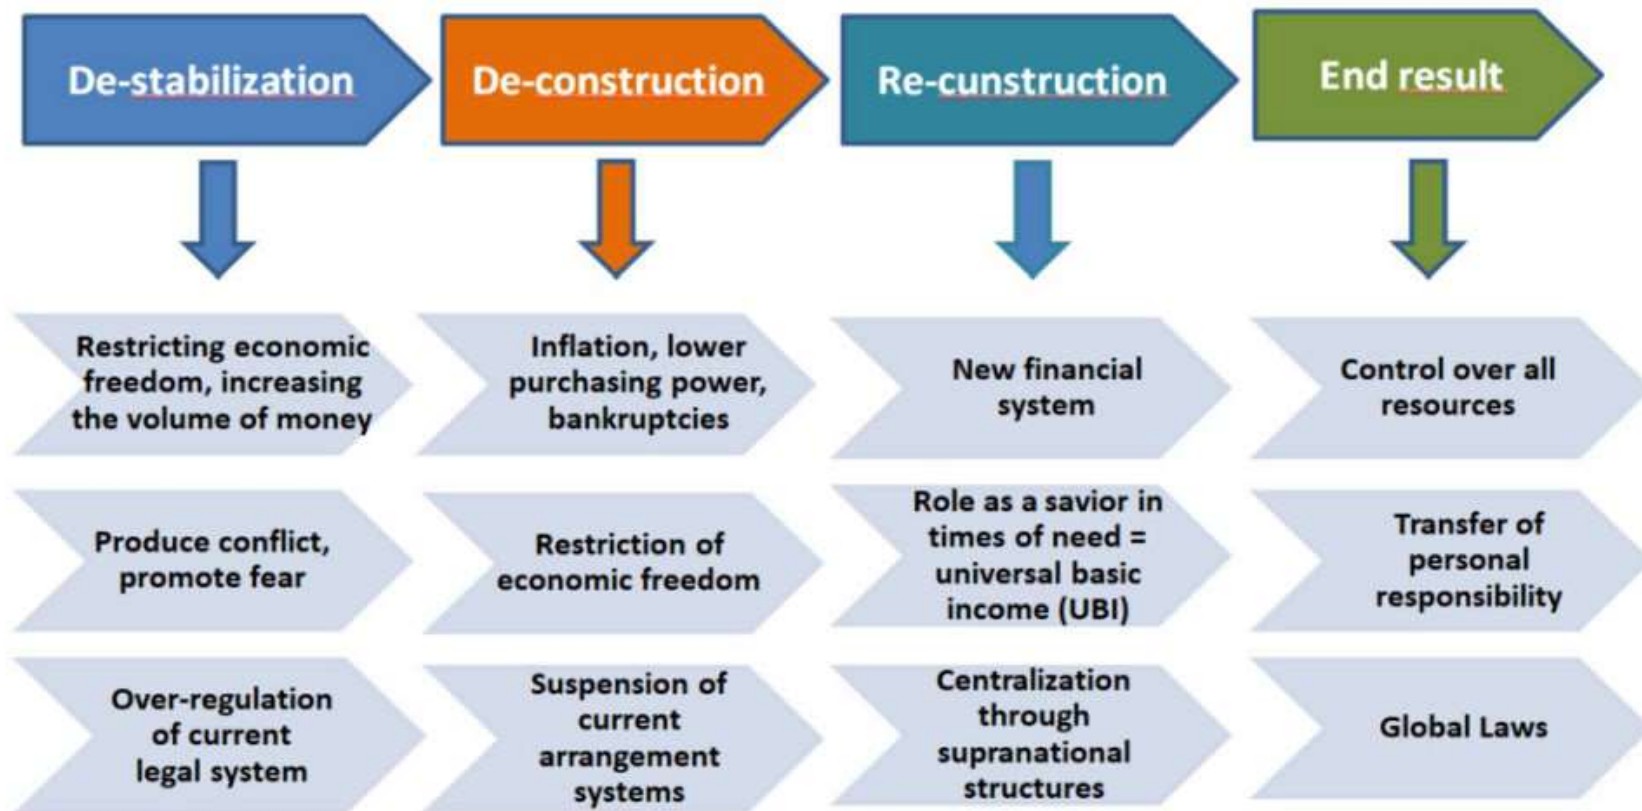 De-stabilization
De-construction
Re-cunstruction
End result
Restricting economic
freedom, increasing
the volume of money
Inflation, lower
purchasing power,
bankruptcies
New financial
system
Control over all
resources
Produce conflict,
promote fear
Restriction of
economic freedom
Role as a savior in
times of need =
universal basic
income (UBI)
Transfer of
personal
responsibility
Over-regulation
of current
legal system
Suspension of
current
arrangement
systems
Centralization
through
supranational
structures
Global Laws